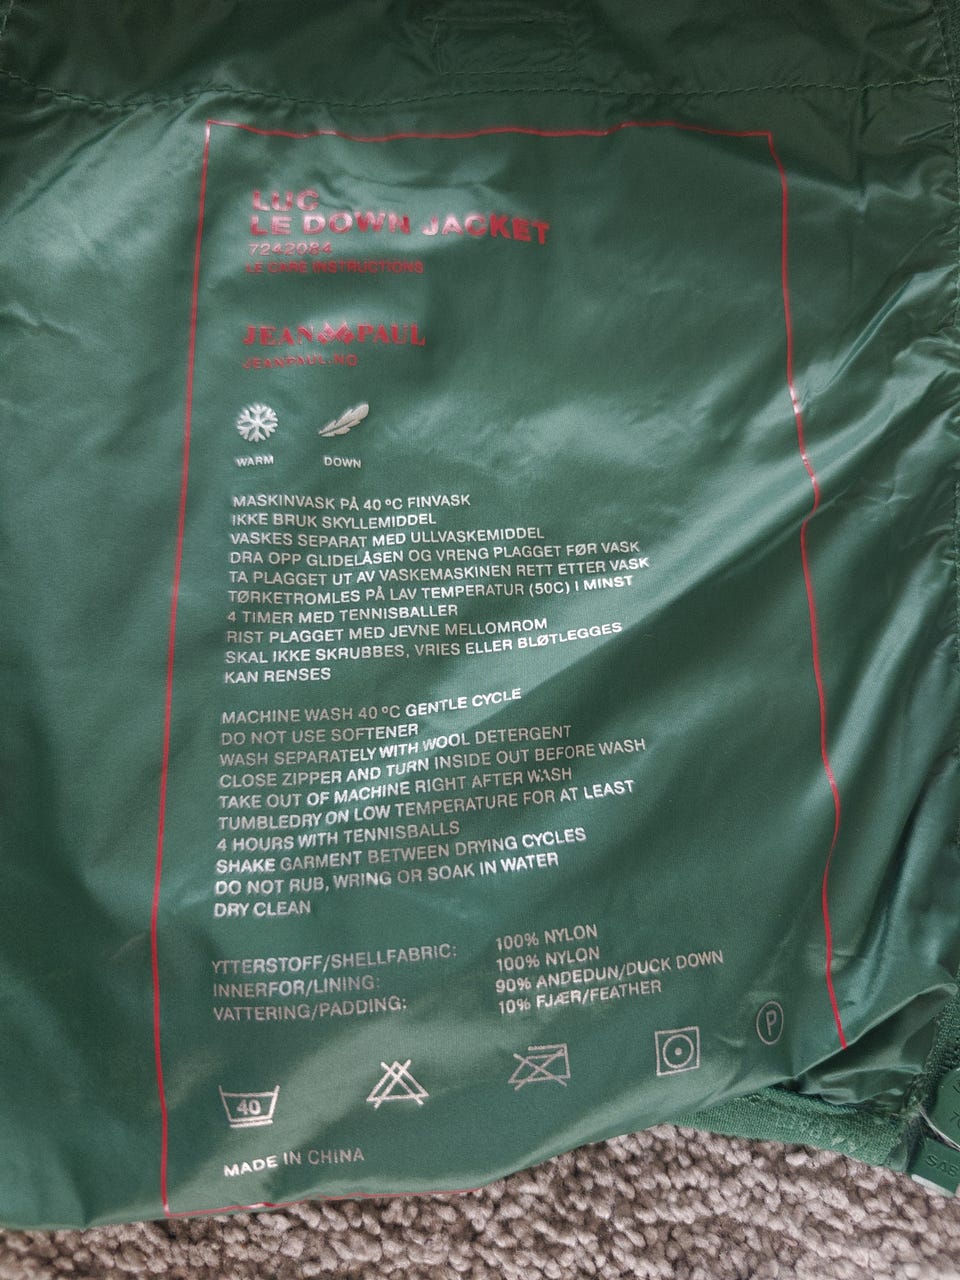 LUC
LE DOWN JACKET
7242084
LE CARE INSTRUCTIONS
JEAN PAUL
JEANPAUL.NO
WARM DOWN
MASKINVASK PÅ 40 ºC FINVASK
IKKE BRUK SKYLLEMIDDEL
VASKES SEPARAT MED ULLVASKEMIDDEL
DRA OPP GLIDELÅSEN OG VRENG PLAGGET FØR VASK
TA PLAGGET UT AV VASKEMASKINEN RETT ETTER VASK
TØRKETROMLES PÅ LAV TEMPERATUR (50C) I MINST
4 TIMER MED TENNISBALLER
RIST PLAGGET MED JEVNE MELLOMROM
SKAL IKKE SKRUBBES, VRIES ELLER BLØTLEGGES
KAN RENSES
MACHINE WASH 40 ºC GENTLE CYCLE
DO NOT USE SOFTENER
WASH SEPARATELY WITH WOOL DETERGENT
CLOSE ZIPPER AND TURN INSIDE OUT BEFORE WASH
TAKE OUT OF MACHINE RIGHT AFTER WASH
TUMBLEDRY ON LOW TEMPERATURE FOR AT LEAST
4 HOURS WITH TENNISBALLS
SHAKE GARMENT BETWEEN DRYING CYCLES
DO NOT RUB, WRING OR SOAK IN WATER
DRY CLEAN
YTTERSTOFF/SHELLFABRIC: 100% NYLON
INNERFOR/LINING: 100% NYLON
VATTERING/PADDING: 90% ANDEDUN/DUCK DOWN
10% FJÆR/FEATHER
40
P
MADE IN CHINA